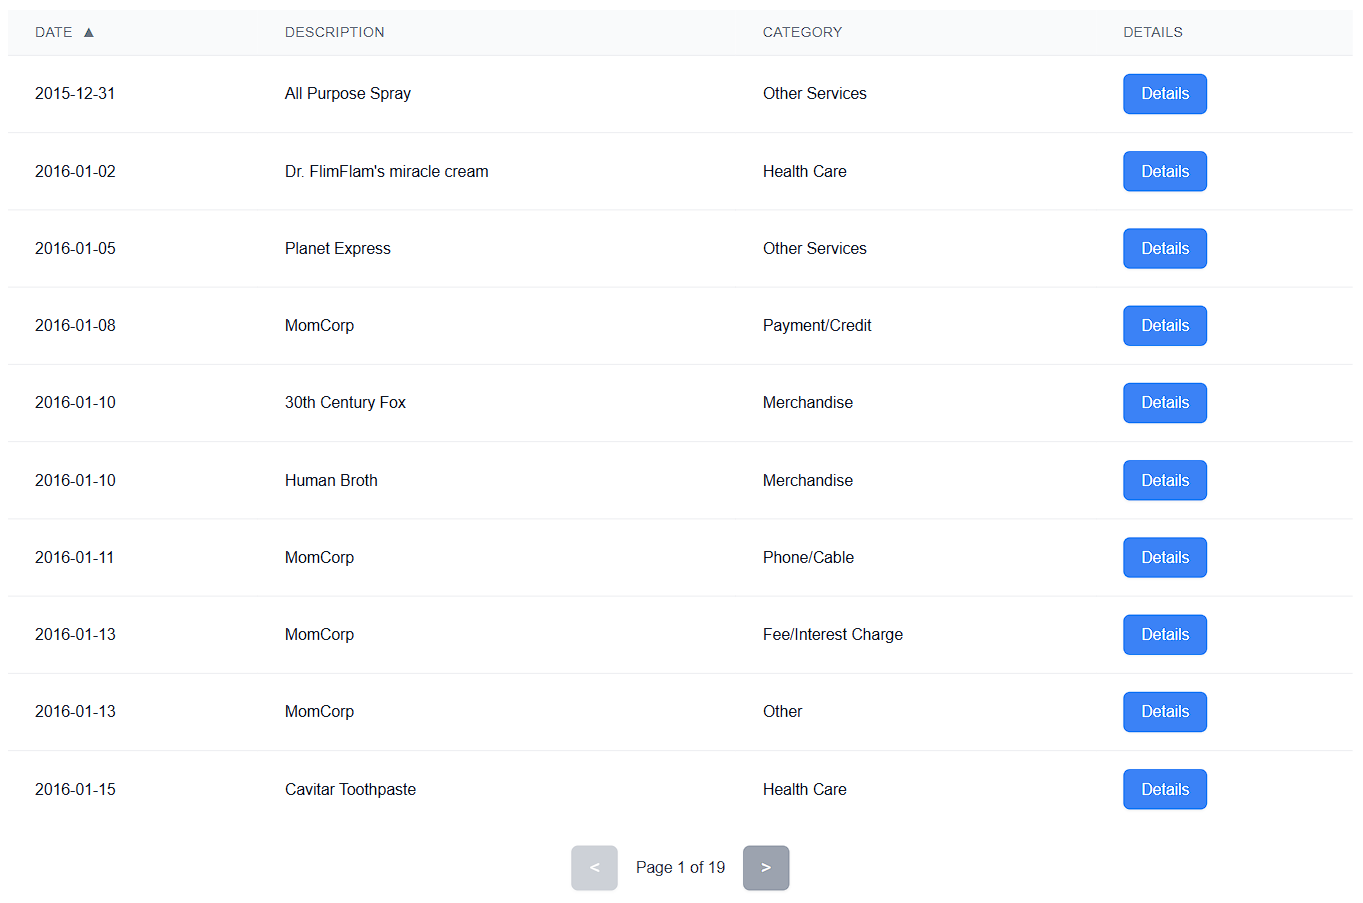 DATE ▲ DESCRIPTION CATEGORY DETAILS
2015-12-31 All Purpose Spray Other Services Details
2016-01-02 Dr. FlimFlam's miracle cream Health Care Details
2016-01-05 Planet Express Other Services Details
2016-01-08 MomCorp Payment/Credit Details
2016-01-10 30th Century Fox Merchandise Details
2016-01-10 Human Broth Merchandise Details
2016-01-11 MomCorp Phone/Cable Details
2016-01-13 MomCorp Fee/Interest Charge Details
2016-01-13 MomCorp Other Details
2016-01-15 Cavitar Toothpaste Health Care Details
< Page 1 of 19 >